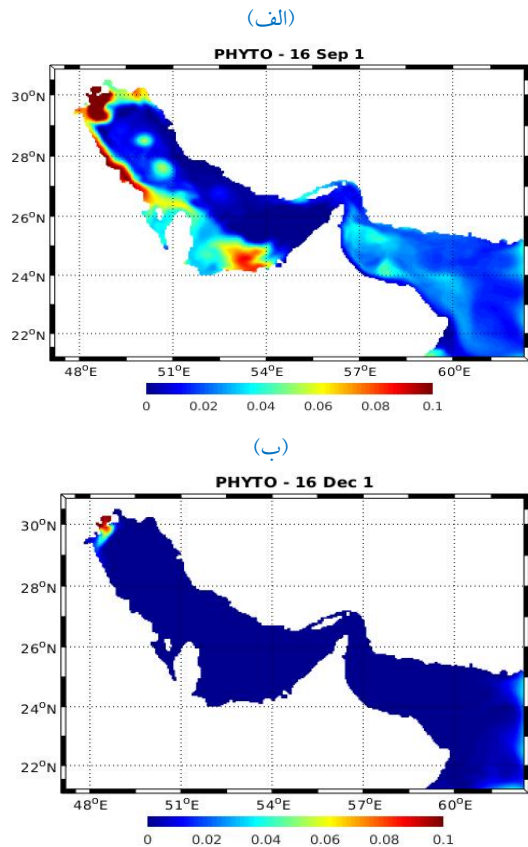 (الف)
PHYTO - 16 Sep 1
30°N
28°N
26°N
24°N
22°N
48°E 51°E 54°E 57°E 60°E
0 0.02 0.04 0.06 0.08 0.1
(ب)
PHYTO - 16 Dec 1
30°N
28°N
26°N
24°N
22°N
48°E 51°E 54°E 57°E 60°E
0 0.02 0.04 0.06 0.08 0.1